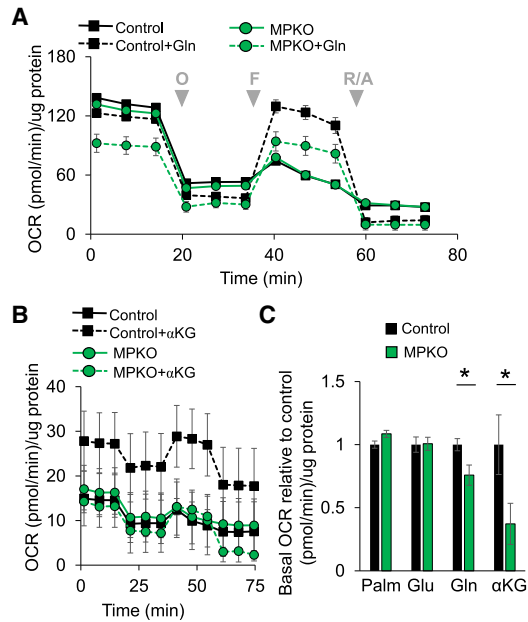 A
Control
MPKO
Control+Gln
MPKO+Gln
O
F
R/A
180
120
60
0
OCR (pmol/min)/ug protein
0
20
40
60
80
Time (min)
B
Control
Control+αKG
MPKO
MPKO+αKG
40
30
20
10
0
OCR (pmol/min)/ug protein
0
25
50
75
Time (min)
C
Control
MPKO
*
*
1.5
1
0.5
0
Basal OCR relative to control
(pmol/min)/ug protein
Palm
Glu
Gln
αKG